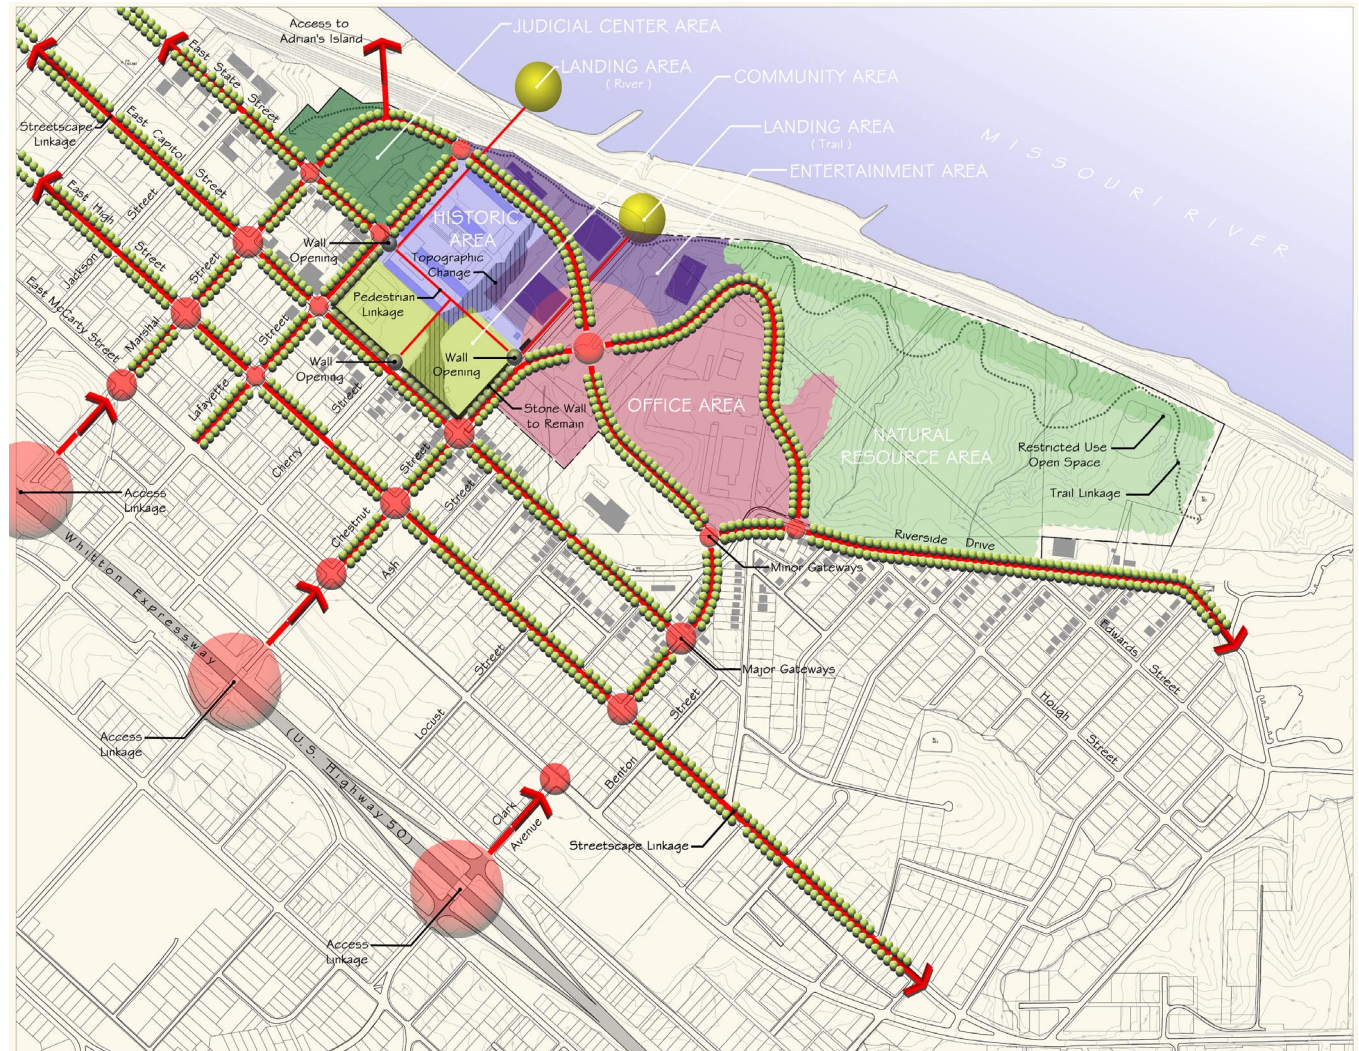 Access to
Adrian's Island
JUDICIAL CENTER AREA
LANDING AREA
( River )
COMMUNITY AREA
LANDING AREA
( Trail )
ENTERTAINMENT AREA
MISSOURI RIVER
East State Street
Streetscape
Linkage
East Capitol Street
East High Street
Jackson Street
East McCarty Street
Marshal Street
Lafayette Street
Cherry Street
Wall
Opening
HISTORIC
AREA
Topographic
Change
Pedestrian
Linkage
Wall
Opening
Wall
Opening
Stone Wall
to Remain
OFFICE AREA
NATURAL
RESOURCE AREA
Restricted Use
Open Space
Trail Linkage
Access
Linkage
Chestnut Street
Ash Street
Riverside Drive
Minor Gateways
Major Gateways
Whitton Expressway
(U.S. Highway 50)
Access
Linkage
Locust Street
Benton Street
Edwards Street
Hough Street
Clark
Avenue
Streetscape Linkage
Access
Linkage